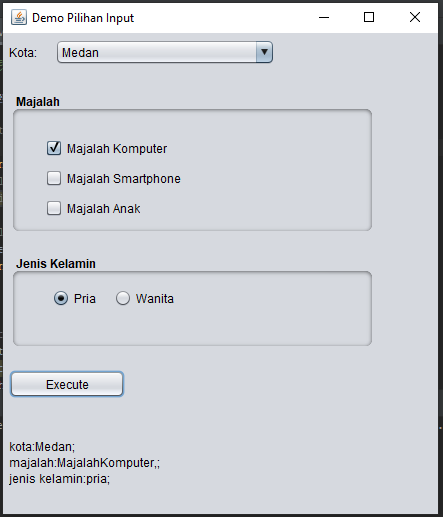 Demo Pilihan Input
Kota: Medan
Majalah
Majalah Komputer
Majalah Smartphone
Majalah Anak
Jenis Kelamin
Pria Wanita
Execute
kota:Medan;
majalah:MajalahKomputer,;
jenis kelamin:pria;